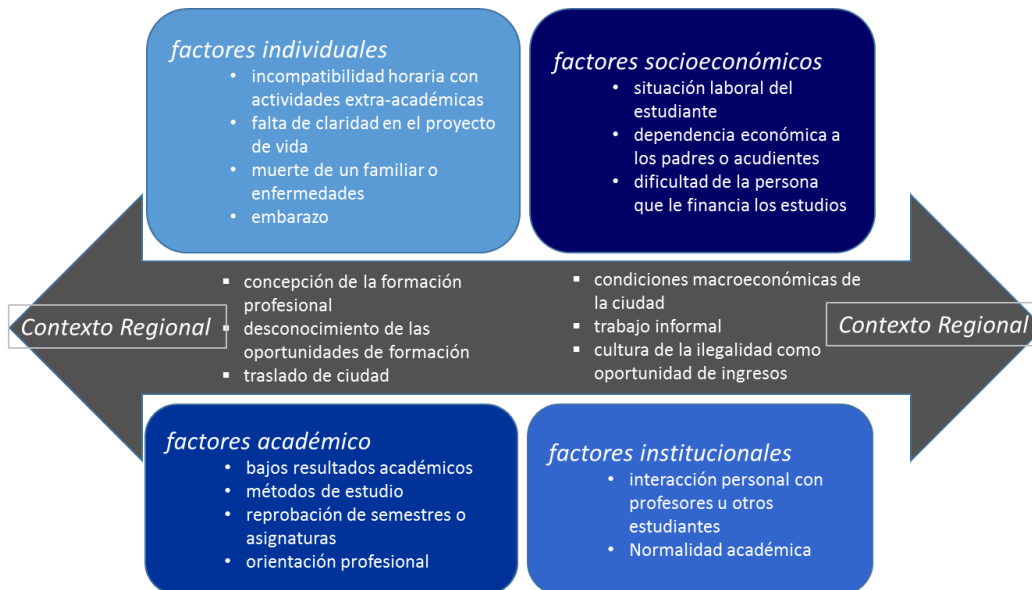 factores individuales
• incompatibilidad horaria con
actividades extra-académicas
• falta de claridad en el proyecto
de vida
• muerte de un familiar o
enfermedades
• embarazo
factores socioeconómicos
• situación laboral del
estudiante
• dependencia económica a
los padres o acudientes
• dificultad de la persona
que le financia los estudios
Contexto Regional
▪ concepción de la formación
profesional
▪ desconocimiento de las
oportunidades de formación
▪ traslado de ciudad
▪ condiciones macroeconómicas de
la ciudad
▪ trabajo informal
▪ cultura de la ilegalidad como
oportunidad de ingresos
Contexto Regional
factores académico
• bajos resultados académicos
• métodos de estudio
• reprobación de semestres o
asignaturas
• orientación profesional
factores institucionales
• interacción personal con
profesores u otros
estudiantes
• Normalidad académica